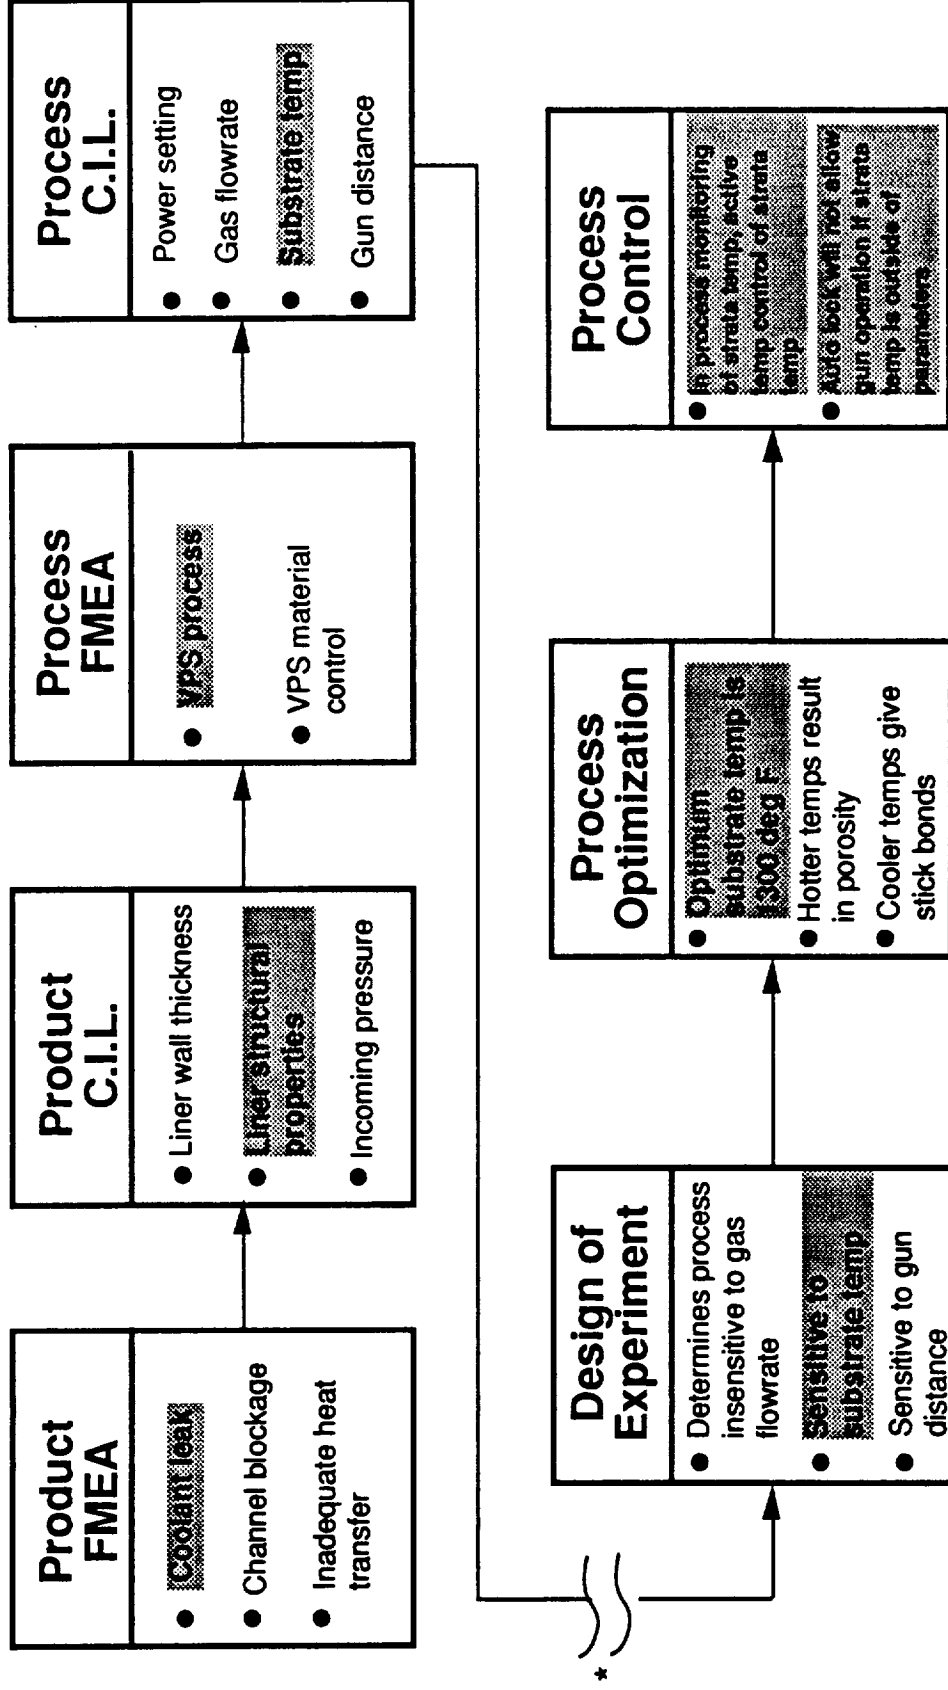 Product
FMEA
● Coolant leak
● Channel blockage
● Inadequate heat
transfer
Product
C.I.L.
● Liner wall thickness
● Liner structural
properties
● Incoming pressure
Process
FMEA
● VPS process
● VPS material
control
Process
C.I.L.
● Power setting
● Gas flowrate
● Substrate temp
● Gun distance
*
Design of
Experiment
● Determines process
insensitive to gas
flowrate
● Sensitive to
substrate temp
● Sensitive to gun
distance
Process
Optimization
● Optimum
substrate temp is
1300 deg F
● Hotter temps result
in porosity
● Cooler temps give
stick bonds
Process
Control
● In process monitoring
of strata temp, active
temp control of strata
temp
● Auto lock will not allow
gun operation if strate
temp is outside of
parameters